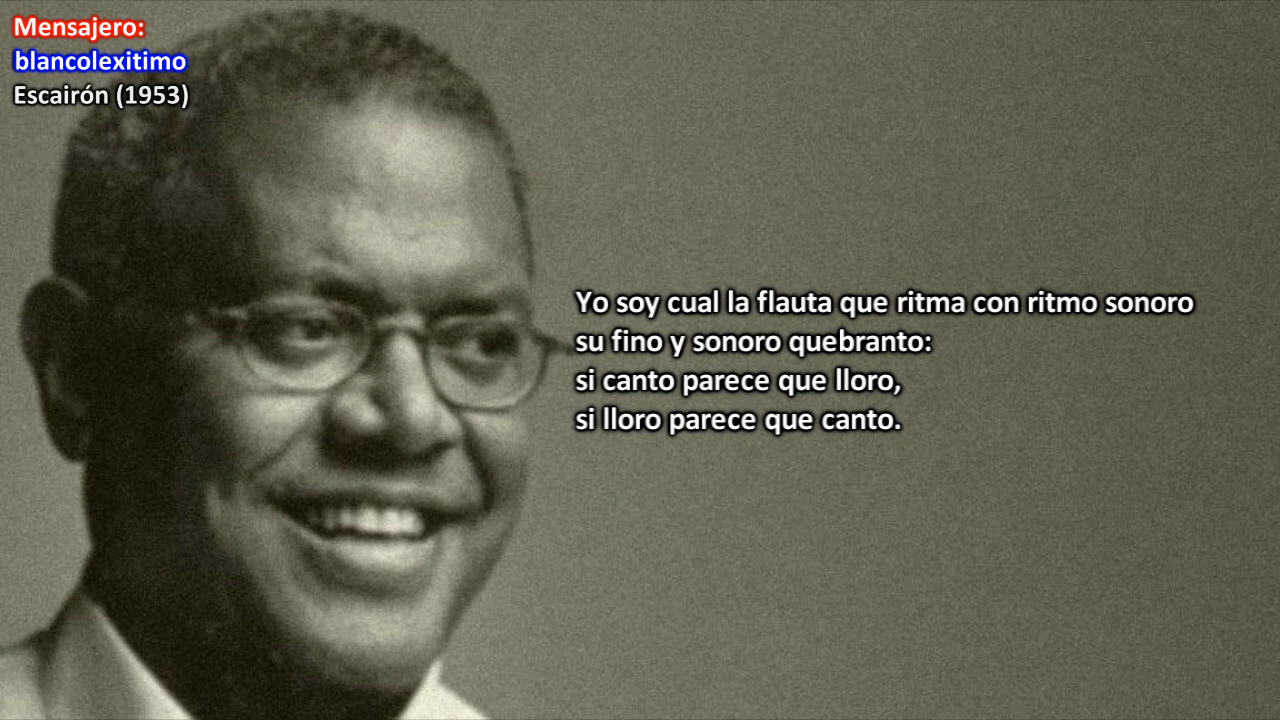 Mensajero:
blancolexitimo
Escairón (1953)
Yo soy cual la flauta que ritma con ritmo sonoro
su fino y sonoro quebranto:
si canto parece que lloro,
si lloro parece que canto.